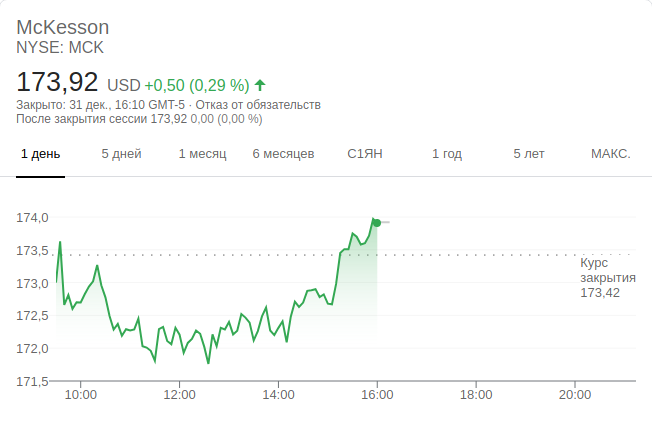 McKesson
NYSE: MCK
173,92 USD +0,50 (0,29 %)
Закрыто: 31 дек., 16:10 GMT-5 · Отказ от обязательств
После закрытия сессии 173,92 0,00 (0,00 %)
1 день 5 дней 1 месяц 6 месяцев С1ЯН 1 год 5 лет МАКС.
174,0
173,5
Курс
закрытия
173,42
173,0
172,5
172,0
171,5
10:00 12:00 14:00 16:00 18:00 20:00